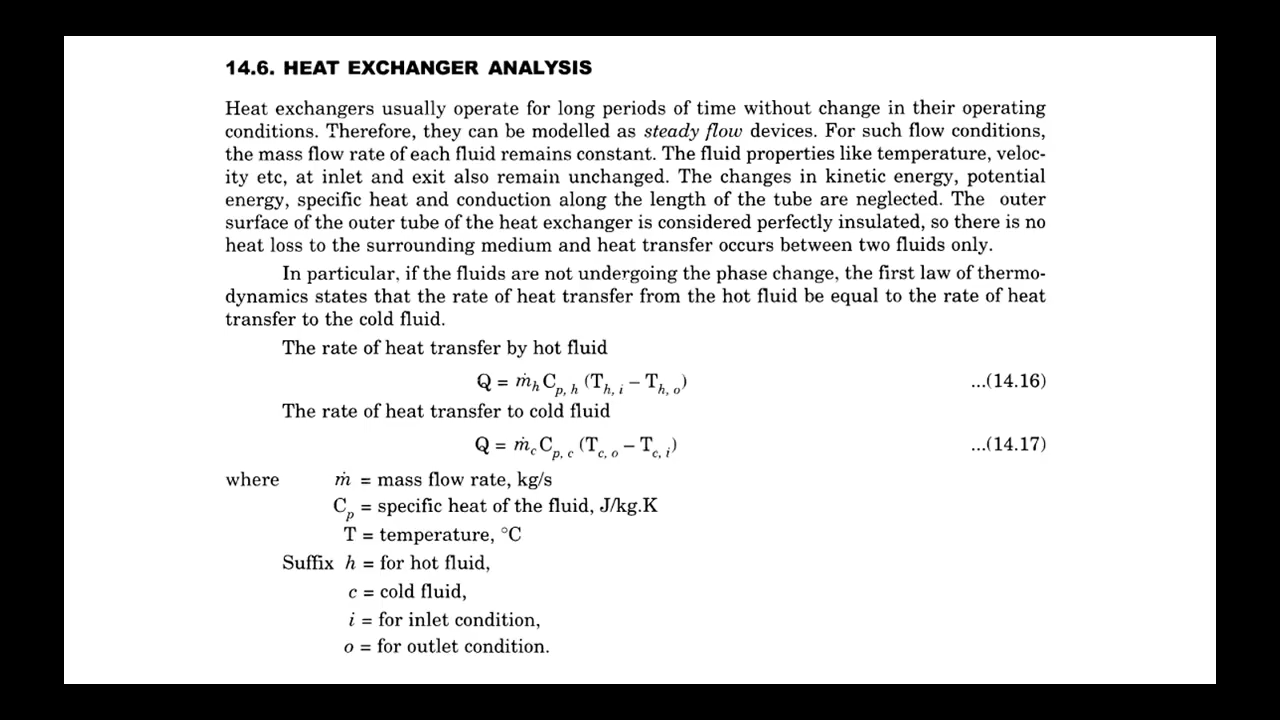 14.6. HEAT EXCHANGER ANALYSIS
Heat exchangers usually operate for long periods of time without change in their operating
conditions. Therefore, they can be modelled as steady flow devices. For such flow conditions,
the mass flow rate of each fluid remains constant. The fluid properties like temperature, veloc-
ity etc, at inlet and exit also remain unchanged. The changes in kinetic energy, potential
energy, specific heat and conduction along the length of the tube are neglected. The outer
surface of the outer tube of the heat exchanger is considered perfectly insulated, so there is no
heat loss to the surrounding medium and heat transfer occurs between two fluids only.
In particular, if the fluids are not undergoing the phase change, the first law of thermo-
dynamics states that the rate of heat transfer from the hot fluid be equal to the rate of heat
transfer to the cold fluid.
The rate of heat transfer by hot fluid
Q = ṁ_h C_{p, h} (T_{h, i} – T_{h, o}) ...(14.16)
The rate of heat transfer to cold fluid
Q = ṁ_c C_{p, c} (T_{c, o} – T_{c, i}) ...(14.17)
where ṁ = mass flow rate, kg/s
C_p = specific heat of the fluid, J/kg.K
T = temperature, °C
Suffix h = for hot fluid,
c = cold fluid,
i = for inlet condition,
o = for outlet condition.